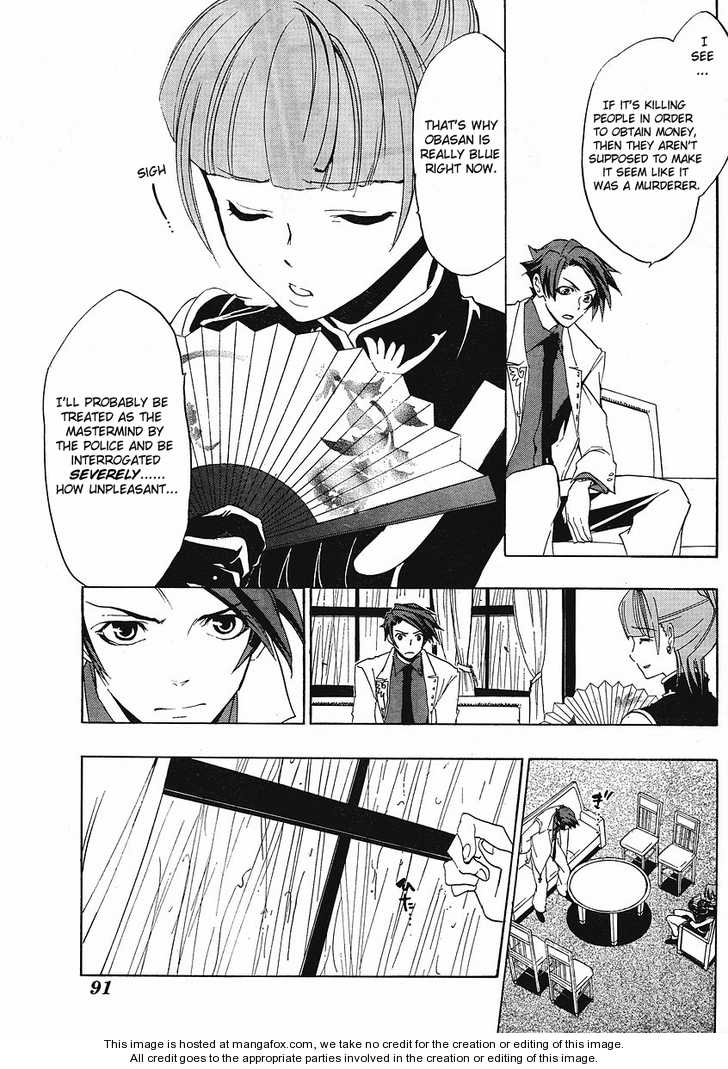 I
SEE
...
IF IT'S KILLING
PEOPLE IN ORDER
TO OBTAIN MONEY,
THEN THEY AREN'T
SUPPOSED TO MAKE
IT SEEM LIKE IT
WAS A MURDERER.
THAT'S WHY
OBASAN IS
REALLY BLUE
RIGHT NOW.
SIGH
I'LL PROBABLY BE
TREATED AS THE
MASTERMIND BY
THE POLICE AND BE
INTERROGATED
SEVERELY......
HOW UNPLEASANT...
ぎ
ひた...
91
This image is hosted at mangafox.com, we take no credit for the creation or editing of this image.
All credit goes to the appropriate parties involved in the creation or editing of this image.